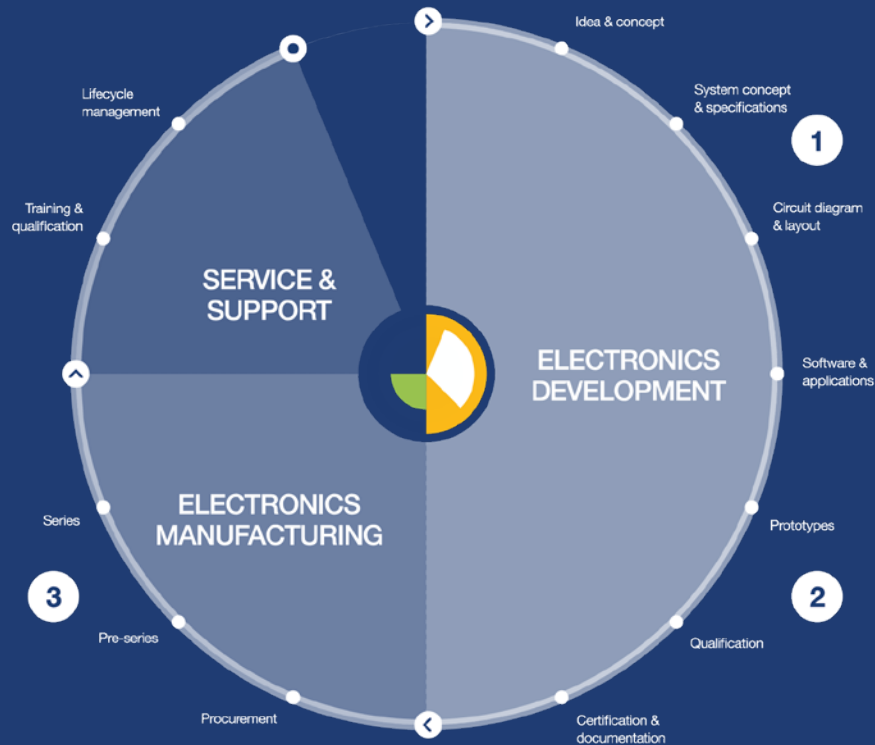 Idea & concept
System concept
& specifications
1
Circuit diagram
& layout
Software &
applications
Prototypes
2
Qualification
Certification &
documentation
Procurement
Pre-series
3
Series
Training &
qualification
Lifecycle
management
SERVICE &
SUPPORT
ELECTRONICS
DEVELOPMENT
ELECTRONICS
MANUFACTURING